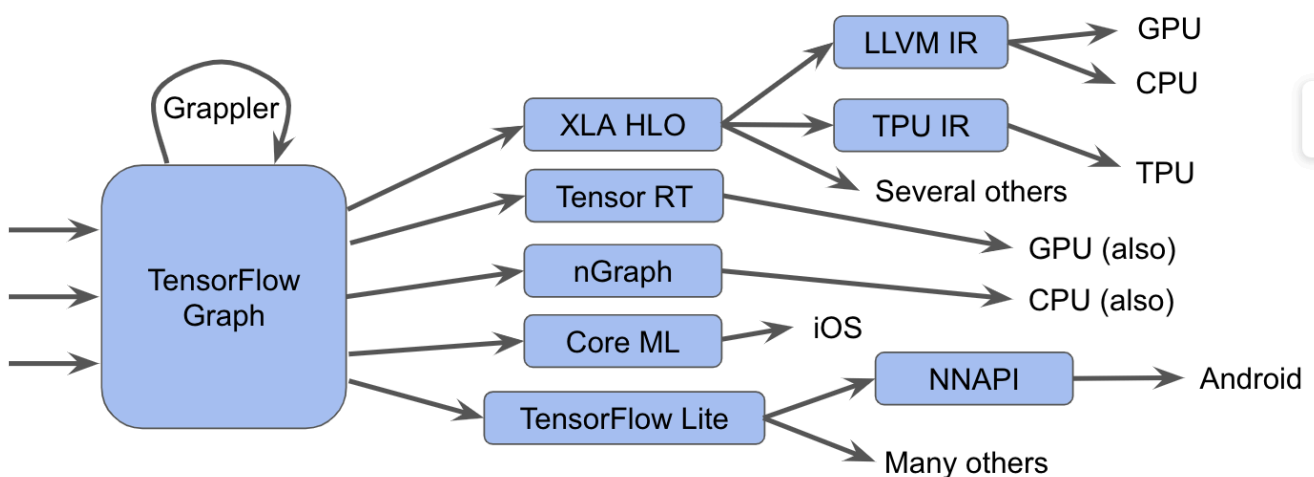 LLVM IR
GPU
CPU
Grappler
XLA HLO
TPU IR
TPU
Several others
Tensor RT
GPU (also)
TensorFlow
Graph
nGraph
CPU (also)
Core ML
iOS
NNAPI
Android
TensorFlow Lite
Many others